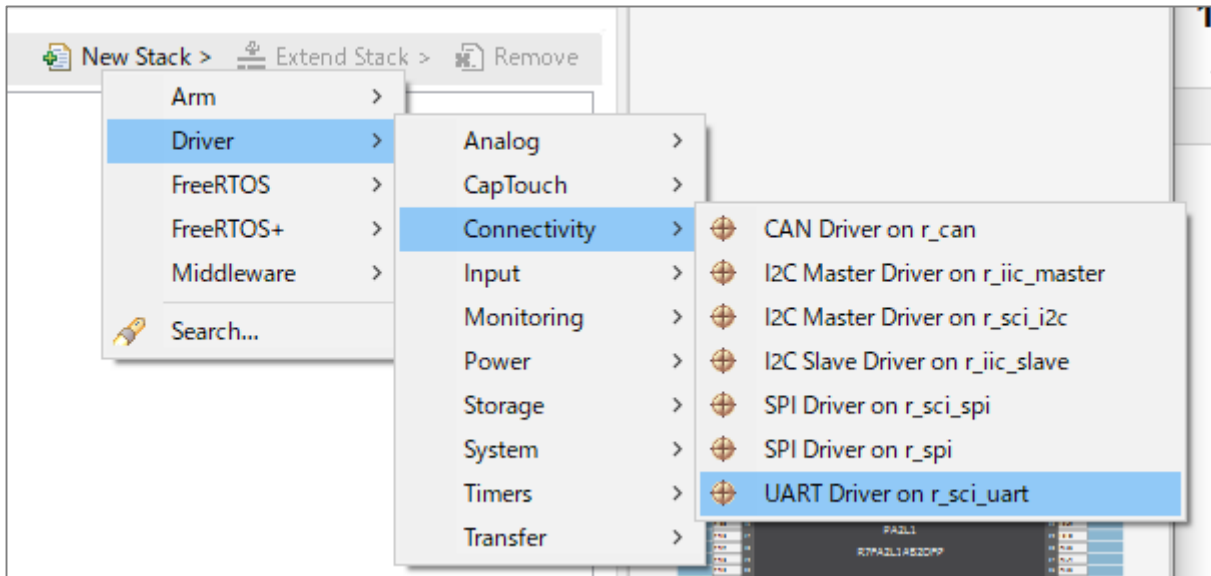 New Stack >
Extend Stack >
Remove
Arm
Driver
FreeRTOS
FreeRTOS+
Middleware
Search...
Analog
CapTouch
Connectivity
Input
Monitoring
Power
Storage
System
Timers
Transfer
CAN Driver on r_can
I2C Master Driver on r_iic_master
I2C Master Driver on r_sci_i2c
I2C Slave Driver on r_iic_slave
SPI Driver on r_sci_spi
SPI Driver on r_spi
UART Driver on r_sci_uart